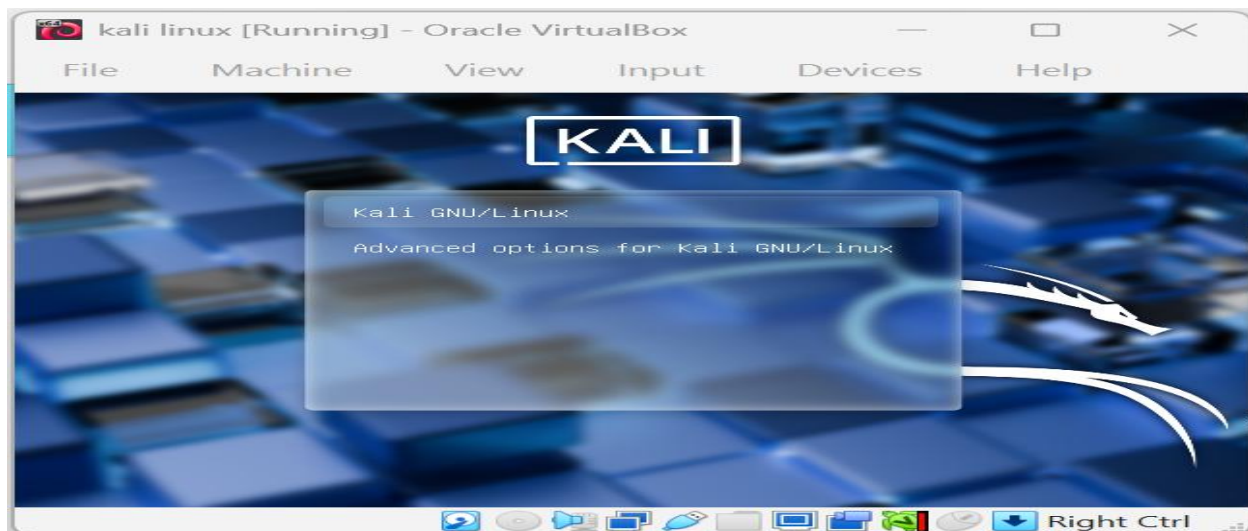 kali linux [Running] - Oracle VirtualBox
File Machine View Input Devices Help
KALI
Kali GNU/Linux
Advanced options for Kali GNU/Linux
Right Ctrl